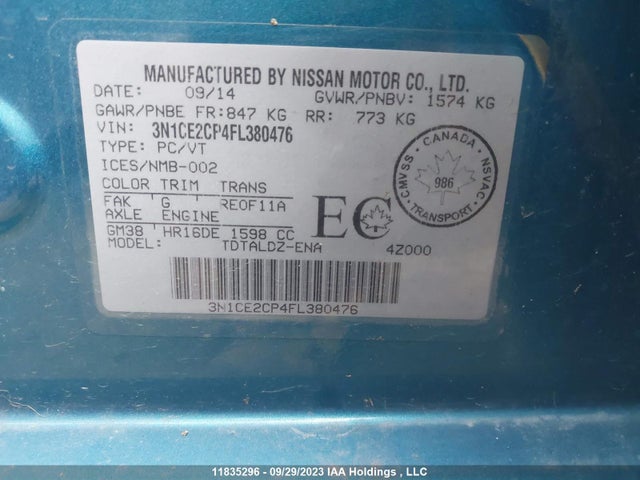 MANUFACTURED BY NISSAN MOTOR CO., LTD.
DATE: 09/14 GVWR/PNBV: 1574 KG
GAWR/PNBE FR:847 KG RR: 773 KG
VIN: 3N1CE2CP4FL380476
TYPE: PC/VT
ICES/NMB-002
COLOR TRIM TRANS
FAK G RE0F11A
AXLE ENGINE
GM38 HR16DE 1598 CC
MODEL: TDTALDZ-ENA 4Z000
EC
CANADA
CMVSS 986 NSVAC
TRANSPORT
3N1CE2CP4FL380476
11835296 - 09/29/2023 IAA Holdings , LLC